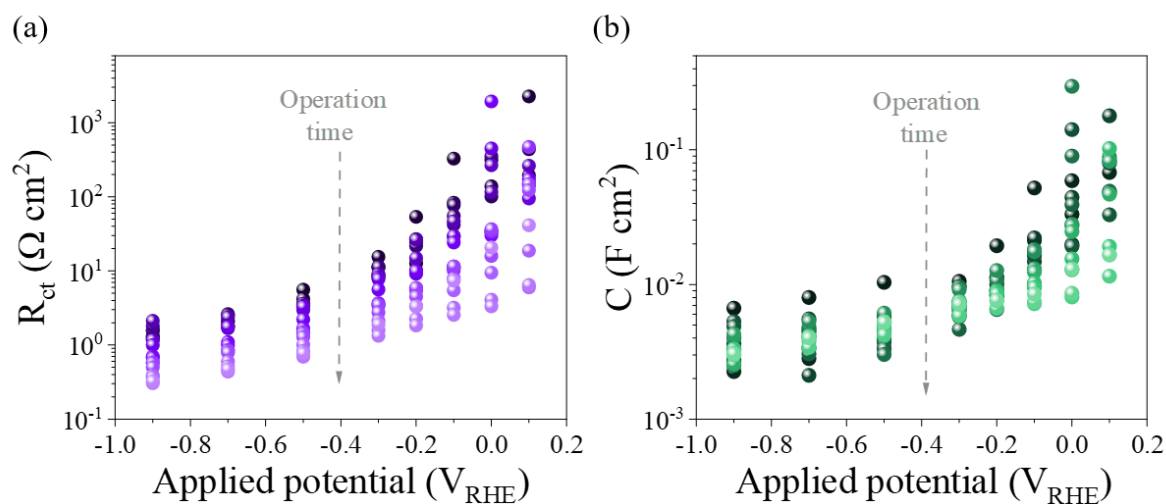 (a)
(b)
Operation
time
Operation
time
R_ct (Ω cm²)
10³
10²
10¹
10⁰
10⁻¹
-1.0 -0.8 -0.6 -0.4 -0.2 0.0 0.2
Applied potential (V_RHE)
C (F cm²)
10⁻¹
10⁻²
10⁻³
-1.0 -0.8 -0.6 -0.4 -0.2 0.0 0.2
Applied potential (V_RHE)